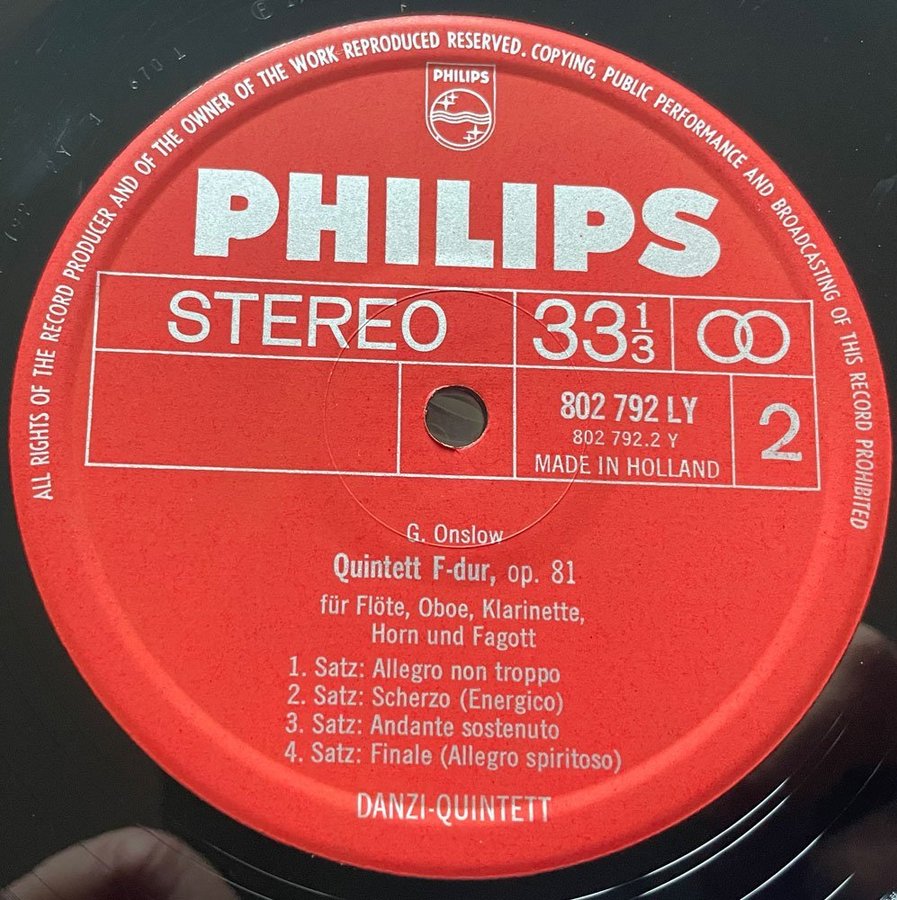 ALL RIGHTS OF THE RECORD PRODUCER AND OF THE OWNER OF THE WORK REPRODUCED RESERVED. COPYING, PUBLIC PERFORMANCE AND BROADCASTING OF THIS RECORD PROHIBITED
PHILIPS
PHILIPS
STEREO
33 1/3
802 792 LY
802 792.2 Y
MADE IN HOLLAND
2
G. Onslow
Quintett F-dur, op. 81
für Flöte, Oboe, Klarinette,
Horn und Fagott
1. Satz: Allegro non troppo
2. Satz: Scherzo (Energico)
3. Satz: Andante sostenuto
4. Satz: Finale (Allegro spiritoso)
DANZI-QUINTETT